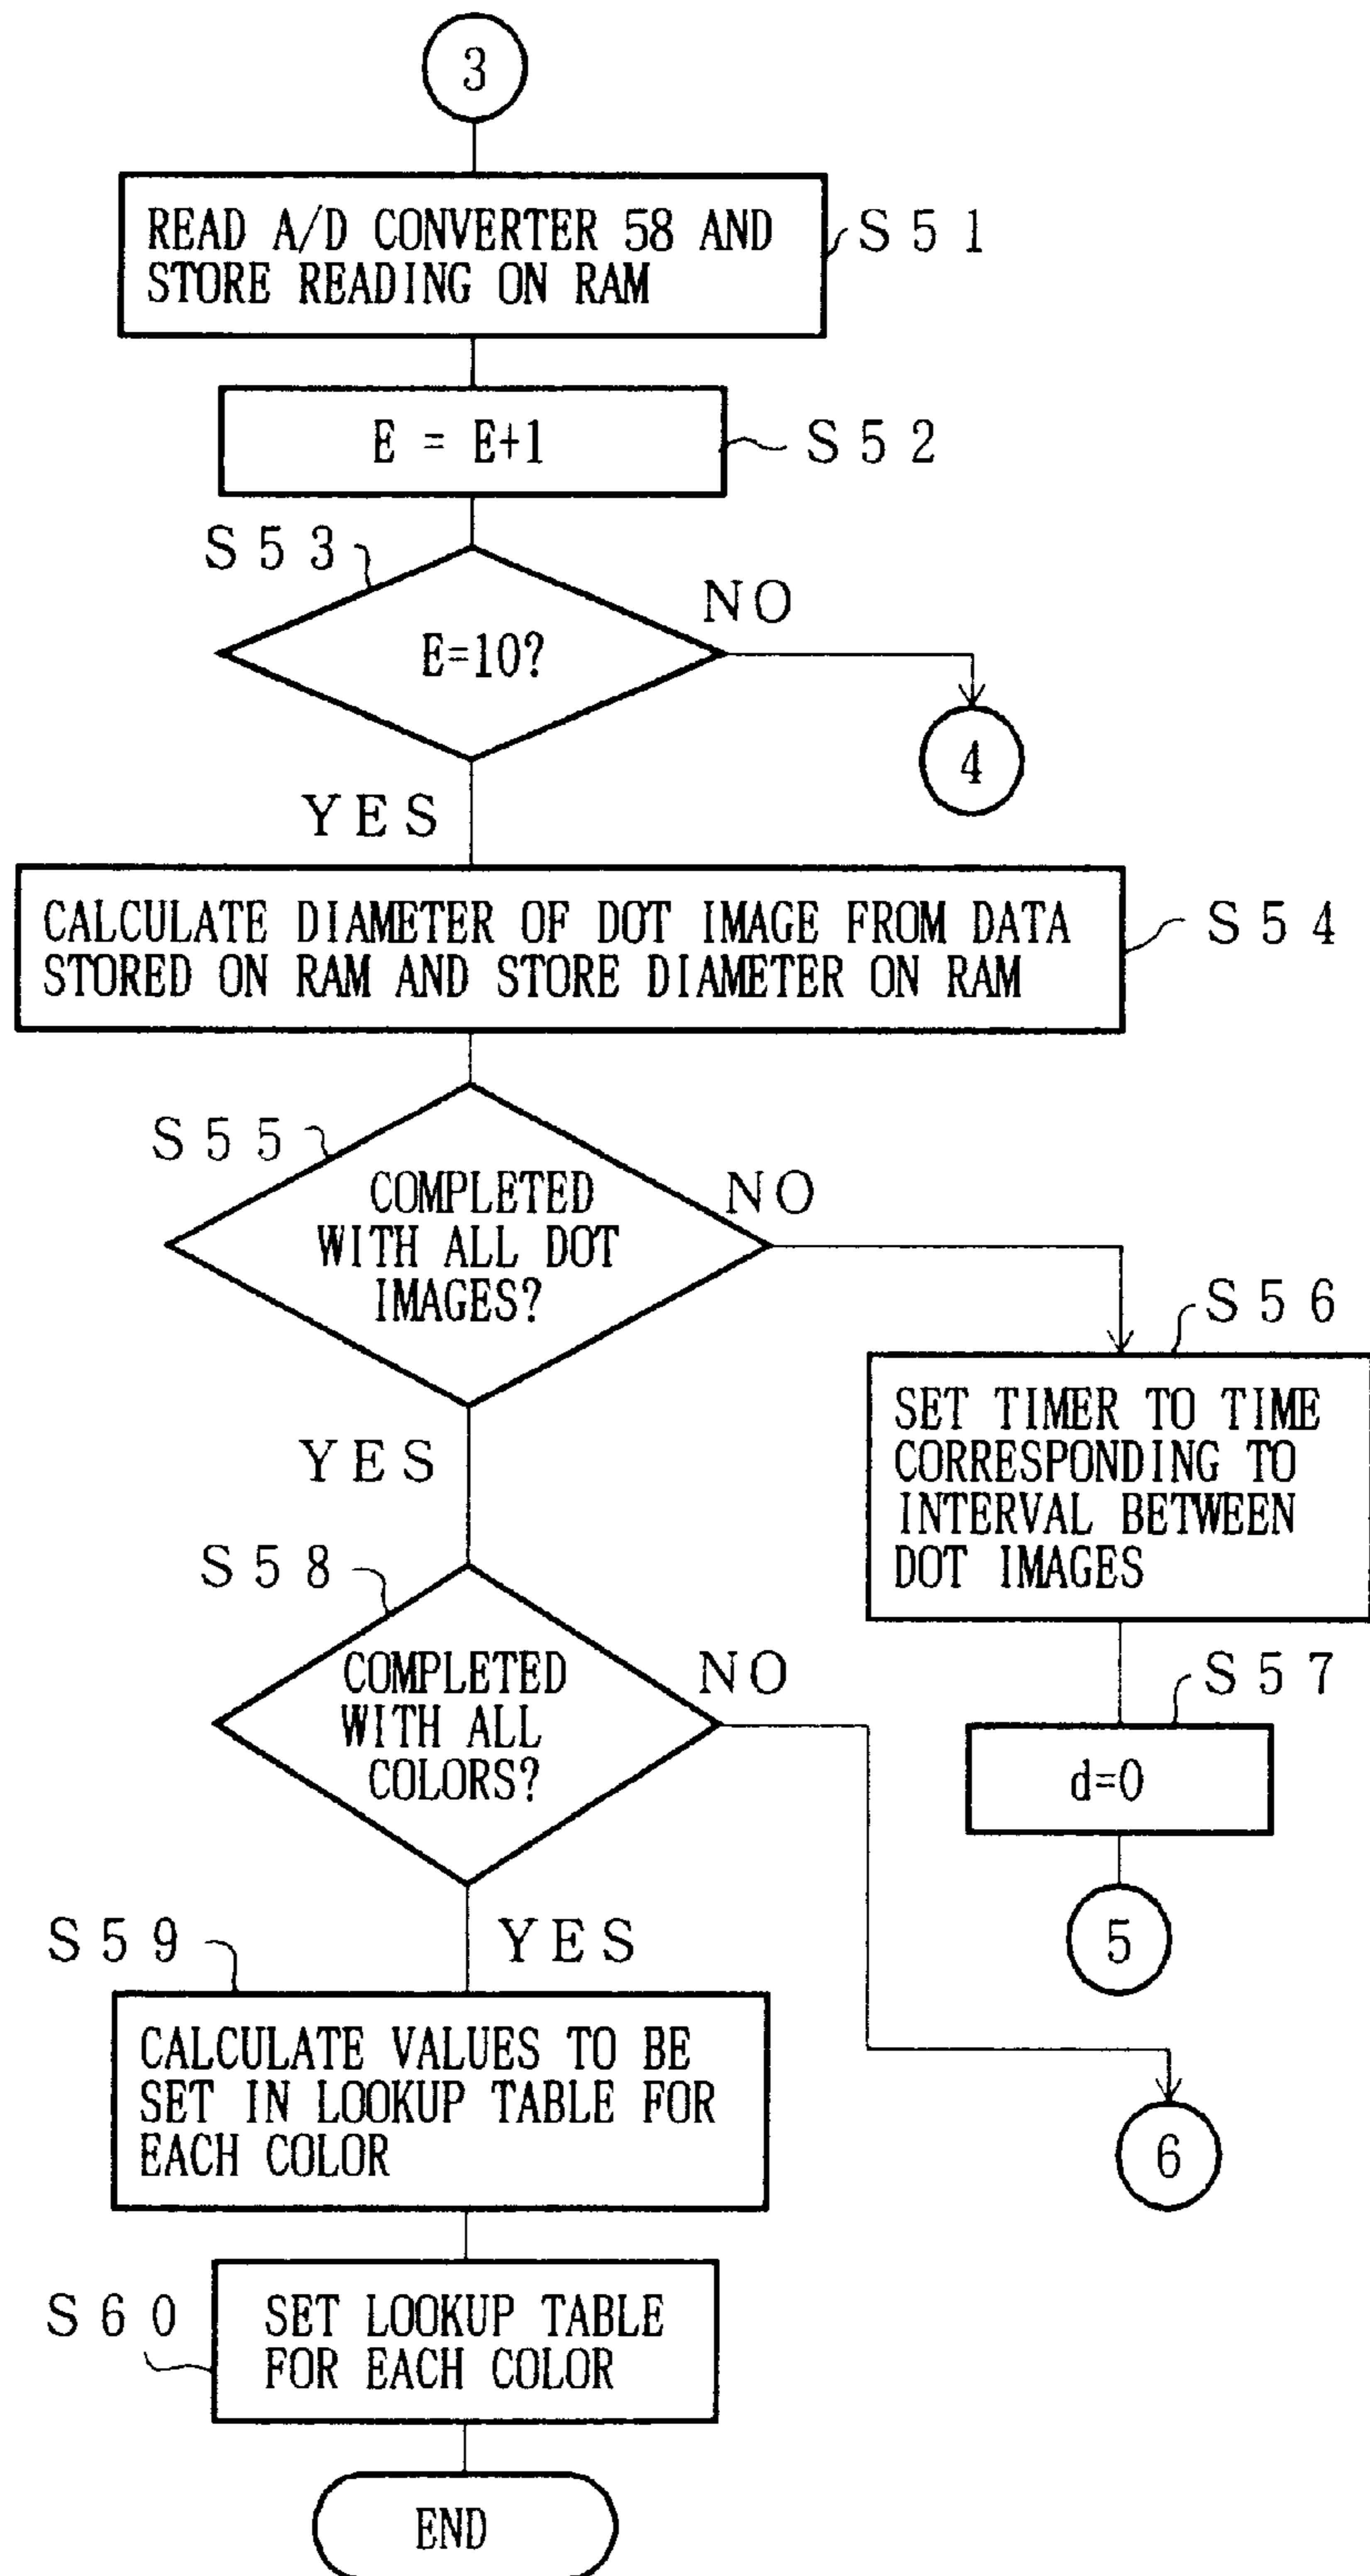 3
READ A/D CONVERTER 58 AND
STORE READING ON RAM
S51
E = E+1
S52
S53
E=10?
NO
4
YES
CALCULATE DIAMETER OF DOT IMAGE FROM DATA
STORED ON RAM AND STORE DIAMETER ON RAM
S54
S55
COMPLETED
WITH ALL DOT
IMAGES?
NO
YES
S56
SET TIMER TO TIME
CORRESPONDING TO
INTERVAL BETWEEN
DOT IMAGES
S57
d=0
5
S58
COMPLETED
WITH ALL
COLORS?
NO
6
YES
S59
CALCULATE VALUES TO BE
SET IN LOOKUP TABLE FOR
EACH COLOR
S60
SET LOOKUP TABLE
FOR EACH COLOR
END